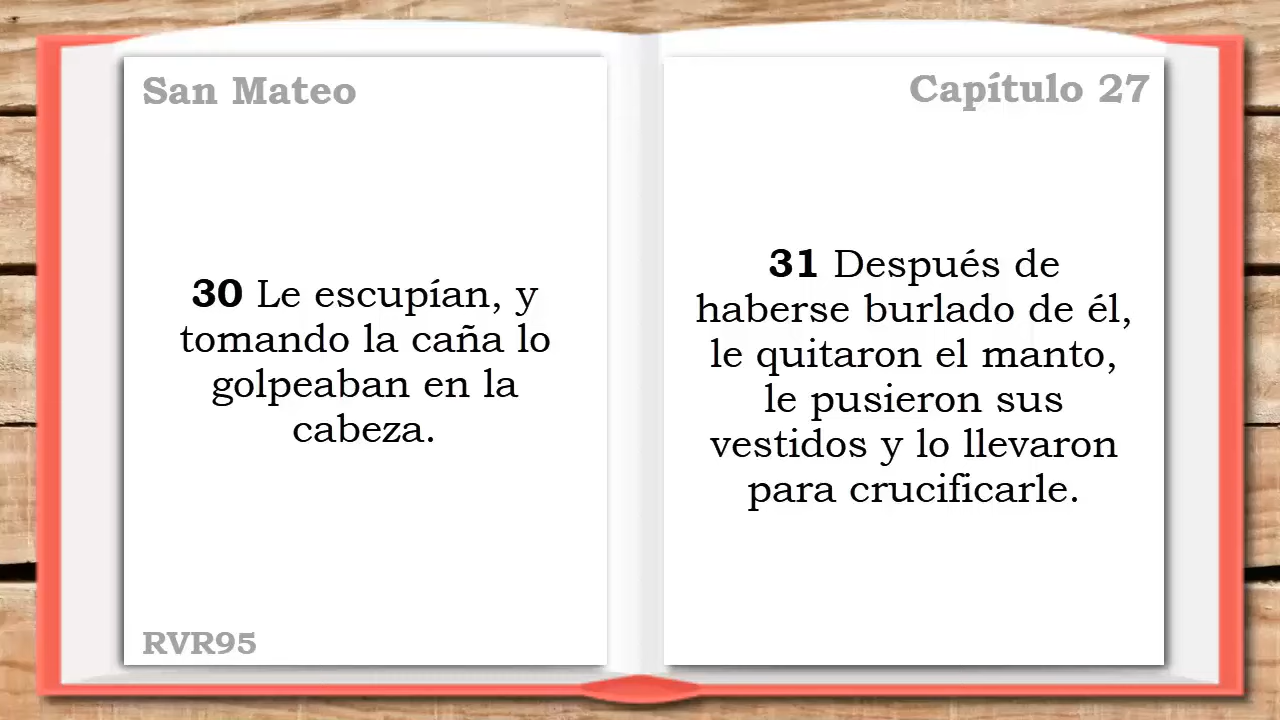 San Mateo
30 Le escupían, y
tomando la caña lo
golpeaban en la
cabeza.
RVR95
Capítulo 27
31 Después de
haberse burlado de él,
le quitaron el manto,
le pusieron sus
vestidos y lo llevaron
para crucificarle.